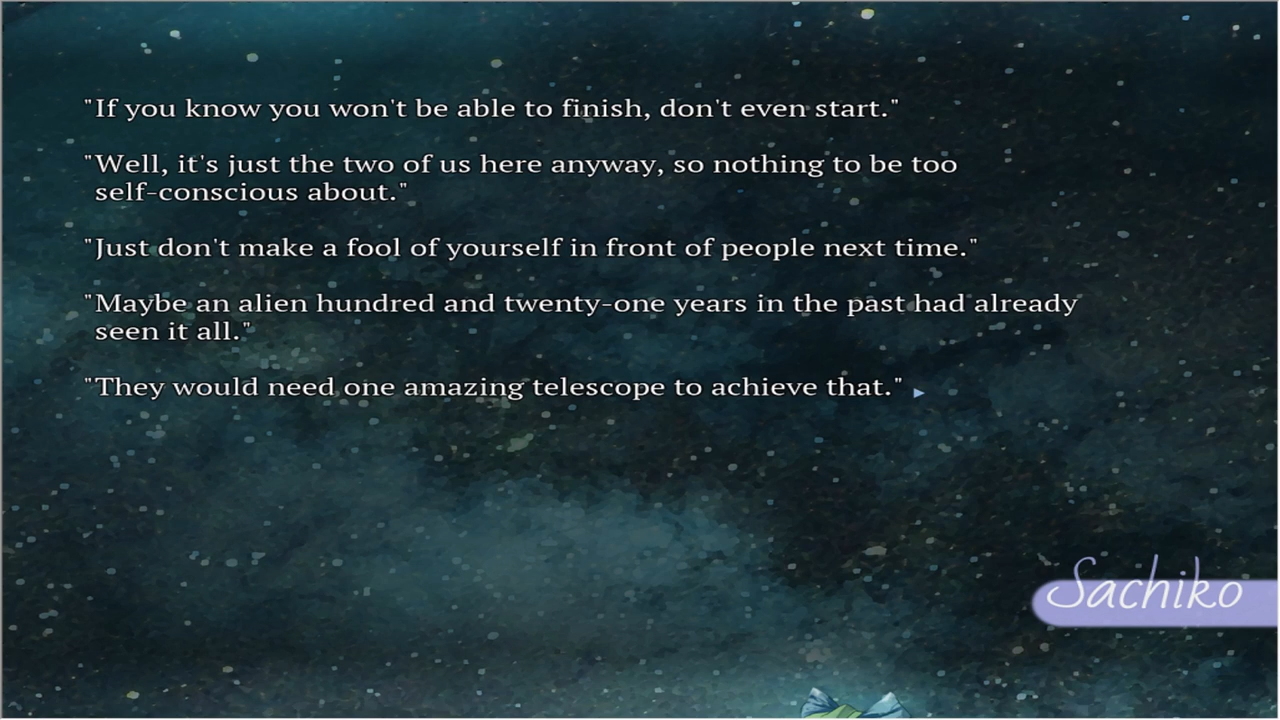 "If you know you won't be able to finish, don't even start."
"Well, it's just the two of us here anyway, so nothing to be too
self-conscious about."
"Just don't make a fool of yourself in front of people next time."
"Maybe an alien hundred and twenty-one years in the past had already
seen it all."
"They would need one amazing telescope to achieve that."
Sachiko